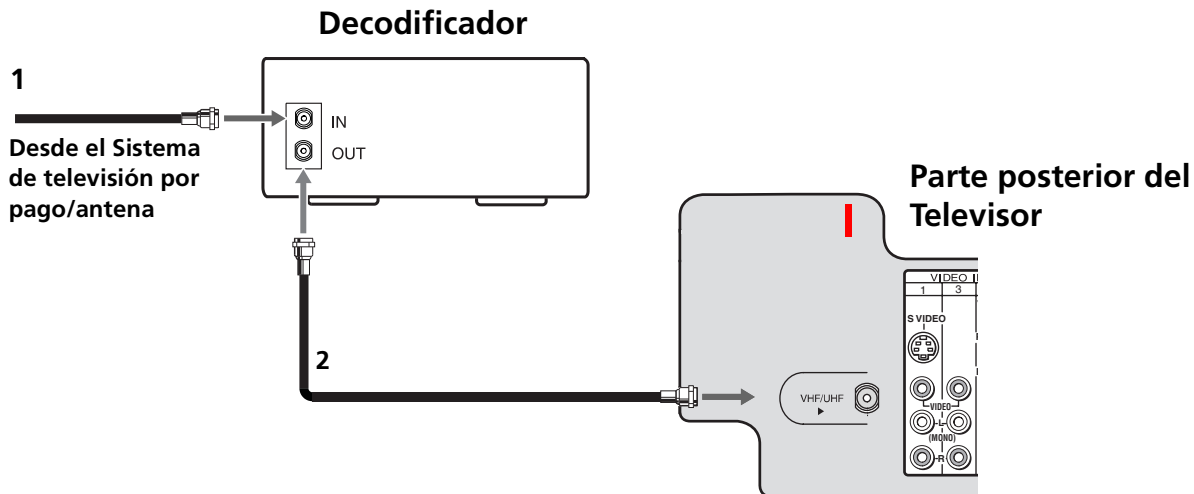 Decodificador
1
IN
OUT
Desde el Sistema
de televisión por
pago/antena
Parte posterior del
Televisor
2
VHF/UHF
VIDEO
1 3
S VIDEO
VIDEO
L
(MONO)
R